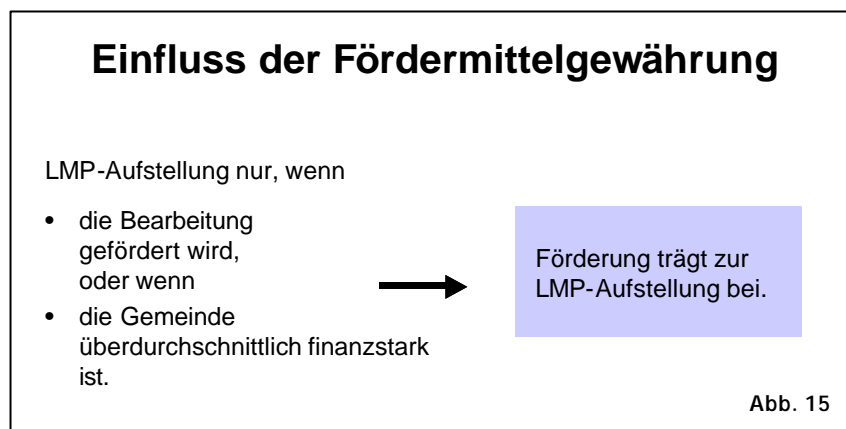 Einfluss der Fördermittelgewährung
LMP-Aufstellung nur, wenn
• die Bearbeitung
gefördert wird,
oder wenn
• die Gemeinde
überdurchschnittlich finanzstark
ist.
Förderung trägt zur
LMP-Aufstellung bei.
Abb. 15